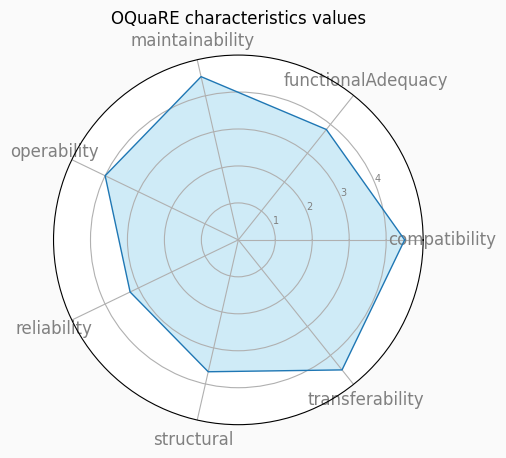 OQuaRE characteristics values
maintainability
functionalAdequacy
operability
4
3
2
1
compatibility
reliability
transferability
structural